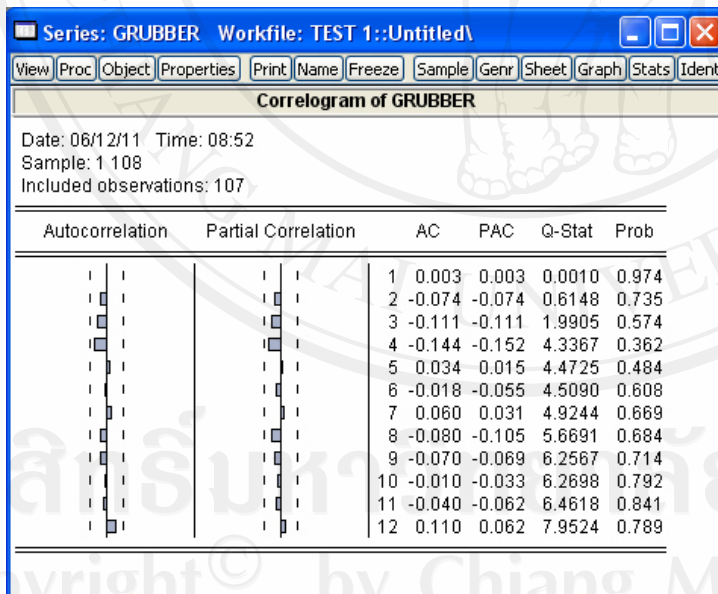 Series: GRUBBER Workfile: TEST 1::Untitled\
View Proc Object Properties Print Name Freeze Sample Genr Sheet Graph Stats Ident
Correlogram of GRUBBER
Date: 06/12/11 Time: 08:52
Sample: 1 108
Included observations: 107
Autocorrelation Partial Correlation AC PAC Q-Stat Prob
1 0.003 0.003 0.0010 0.974
2 -0.074 -0.074 0.6148 0.735
3 -0.111 -0.111 1.9905 0.574
4 -0.144 -0.152 4.3367 0.362
5 0.034 0.015 4.4725 0.484
6 -0.018 -0.055 4.5090 0.608
7 0.060 0.031 4.9244 0.669
8 -0.080 -0.105 5.6691 0.684
9 -0.070 -0.069 6.2567 0.714
10 -0.010 -0.033 6.2698 0.792
11 -0.040 -0.062 6.4618 0.841
12 0.110 0.062 7.9524 0.789